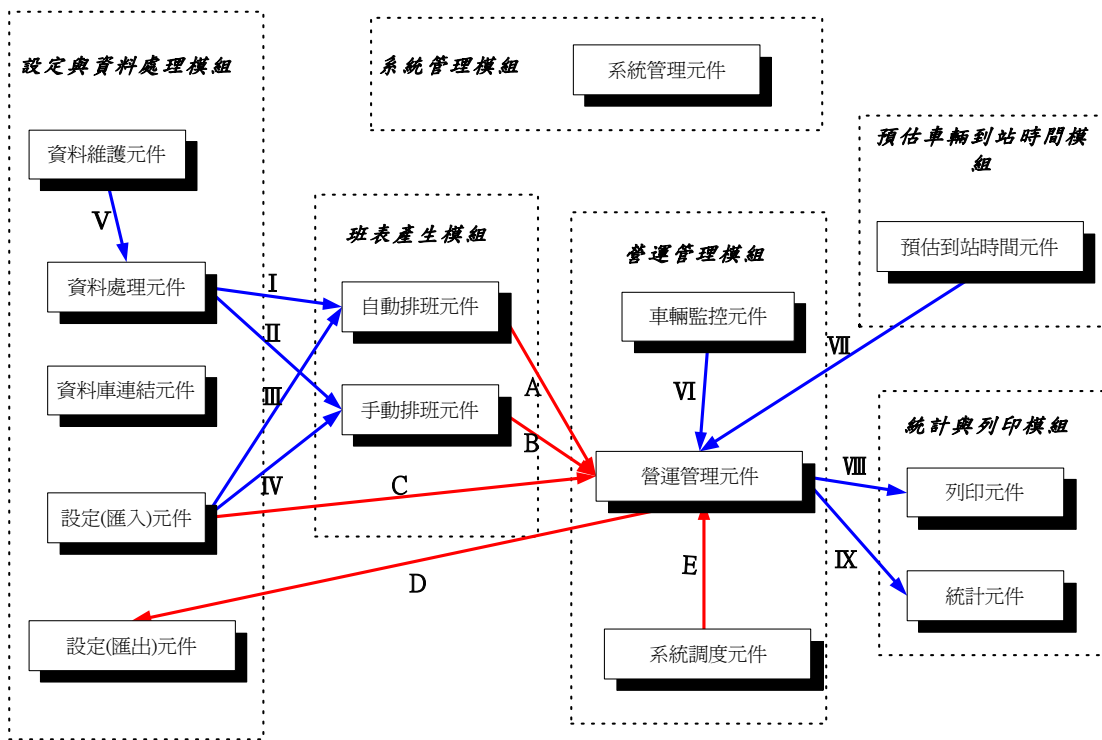 設定與資料處理模組
資料維護元件
V
資料處理元件
資料庫連結元件
設定(匯入)元件
設定(匯出)元件
系統管理模組
系統管理元件
班表產生模組
自動排班元件
手動排班元件
Ⅰ
Ⅱ
Ⅲ
Ⅳ
A
B
C
D
營運管理模組
車輛監控元件
Ⅵ
營運管理元件
E
系統調度元件
預估車輛到站時間模
組
預估到站時間元件
Ⅶ
統計與列印模組
Ⅷ
列印元件
Ⅸ
統計元件